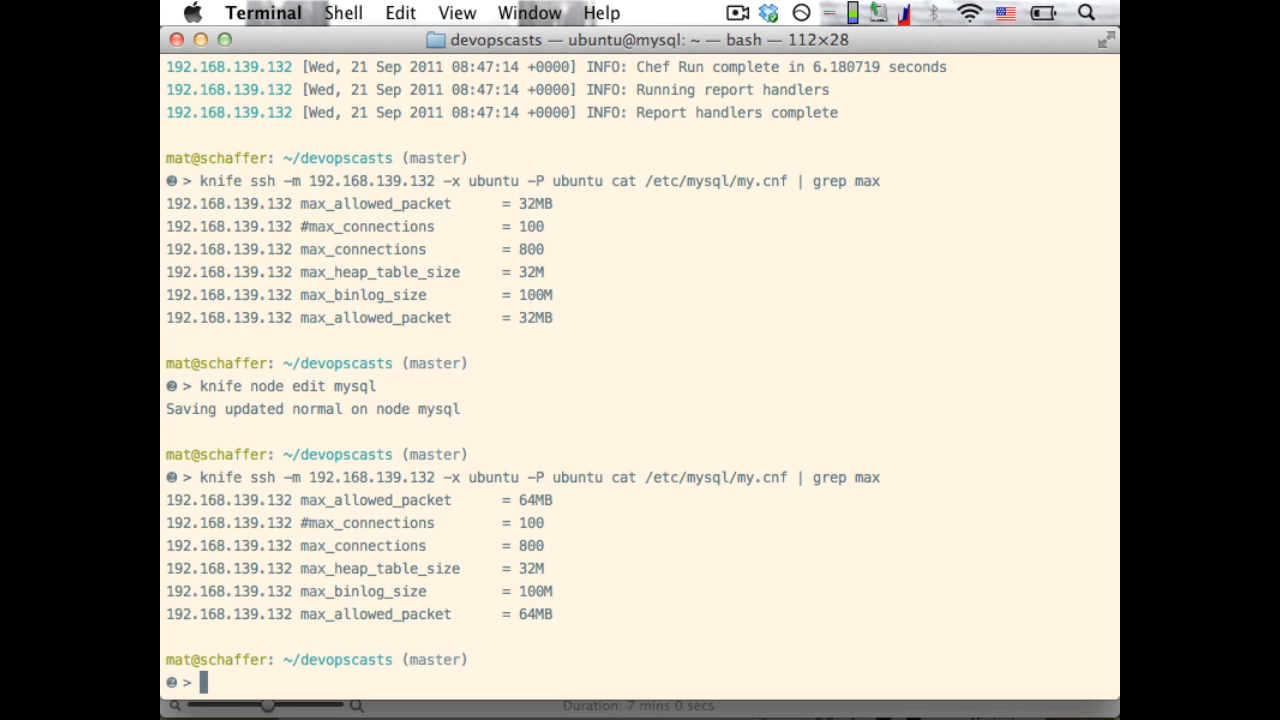 Terminal Shell Edit View Window Help
devopscasts — ubuntu@mysql: ~ — bash — 112×28
192.168.139.132 [Wed, 21 Sep 2011 08:47:14 +0000] INFO: Chef Run complete in 6.180719 seconds
192.168.139.132 [Wed, 21 Sep 2011 08:47:14 +0000] INFO: Running report handlers
192.168.139.132 [Wed, 21 Sep 2011 08:47:14 +0000] INFO: Report handlers complete
mat@schaffer: ~/devopscasts (master)
❷ > knife ssh -m 192.168.139.132 -x ubuntu -P ubuntu cat /etc/mysql/my.cnf | grep max
192.168.139.132 max_allowed_packet = 32MB
192.168.139.132 #max_connections = 100
192.168.139.132 max_connections = 800
192.168.139.132 max_heap_table_size = 32M
192.168.139.132 max_binlog_size = 100M
192.168.139.132 max_allowed_packet = 32MB
mat@schaffer: ~/devopscasts (master)
❷ > knife node edit mysql
Saving updated normal on node mysql
mat@schaffer: ~/devopscasts (master)
❷ > knife ssh -m 192.168.139.132 -x ubuntu -P ubuntu cat /etc/mysql/my.cnf | grep max
192.168.139.132 max_allowed_packet = 64MB
192.168.139.132 #max_connections = 100
192.168.139.132 max_connections = 800
192.168.139.132 max_heap_table_size = 32M
192.168.139.132 max_binlog_size = 100M
192.168.139.132 max_allowed_packet = 64MB
mat@schaffer: ~/devopscasts (master)
❷ >
Duration: 7 mins 0 secs